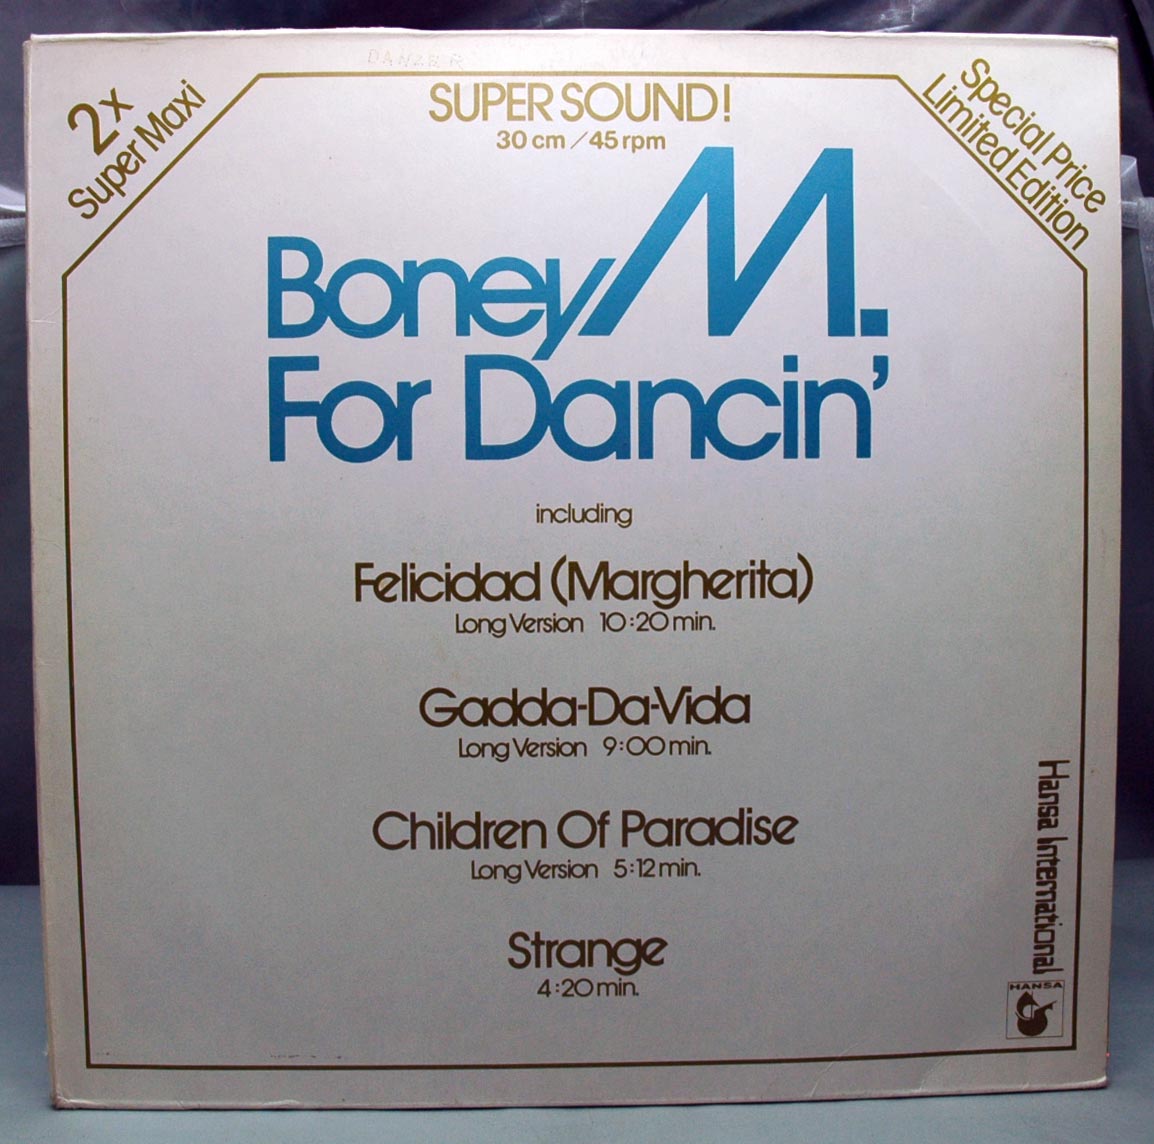 DANZER
2x
Super Maxi
SUPER SOUND!
30 cm / 45 rpm
Special Price
Limited Edition
Boney M.
For Dancin'
including
Felicidad (Margherita)
Long Version 10:20 min.
Gadda-Da-Vida
Long Version 9:00 min.
Children Of Paradise
Long Version 5:12 min.
Strange
4:20 min.
Hansa International
HANSA